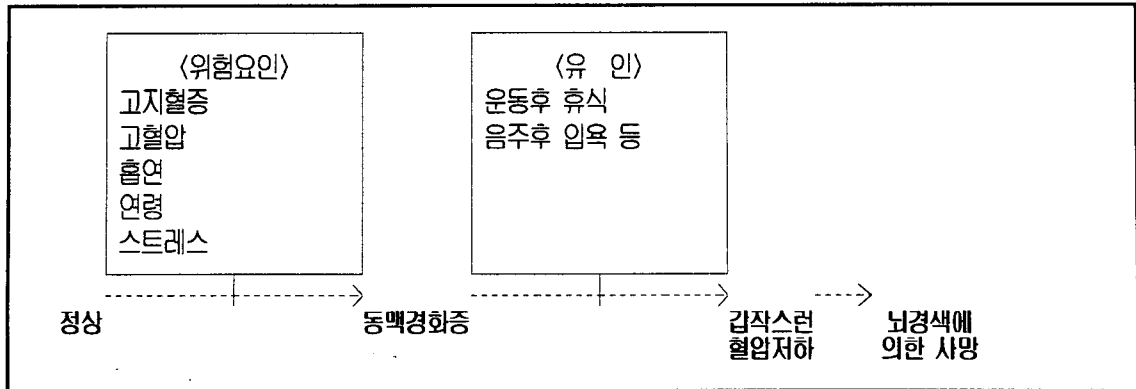 <위험요인>
고지혈증
고혈압
흡연
연령
스트레스
<유 인>
운동후 휴식
음주후 입욕 등
정상
동맥경화증
갑작스런
혈압저하
뇌경색에
의한 사망